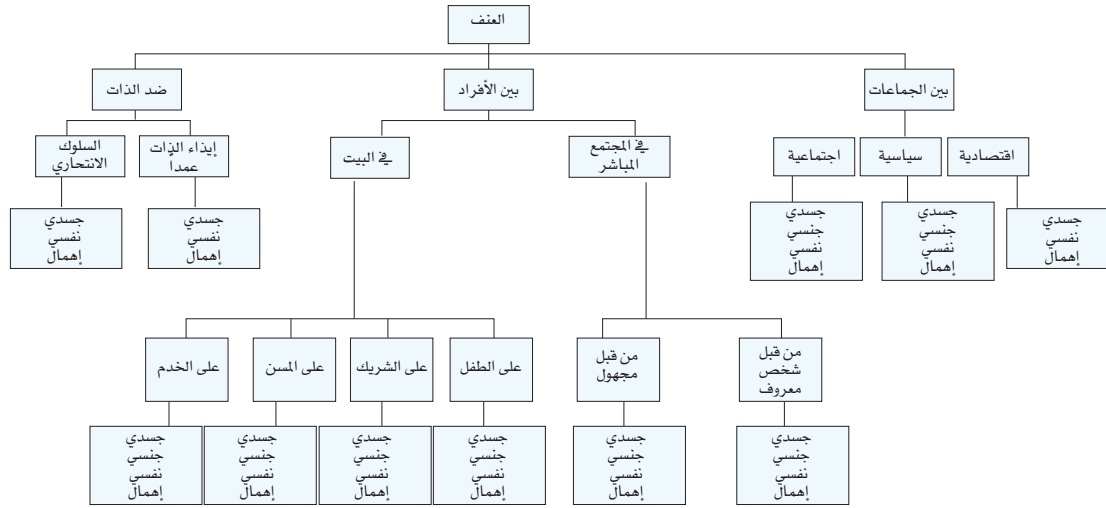 العنف
بين الجماعات
بين الأفراد
ضد الذات
اقتصادية
سياسية
اجتماعية
في المجتمع
المباشر
في البيت
إيذاء الذات
عمداً
السلوك
الانتحاري
جسدي
نفسي
إهمال
جسدي
جنسي
نفسي
إهمال
جسدي
جنسي
نفسي
إهمال
جسدي
نفسي
إهمال
جسدي
نفسي
إهمال
من قبل
شخص
معروف
من قبل
مجهول
على الطفل
على الشريك
على المسن
على الخدم
جسدي
جنسي
نفسي
إهمال
جسدي
جنسي
نفسي
إهمال
جسدي
جنسي
نفسي
إهمال
جسدي
جنسي
نفسي
إهمال
جسدي
جنسي
نفسي
إهمال
جسدي
جنسي
نفسي
إهمال